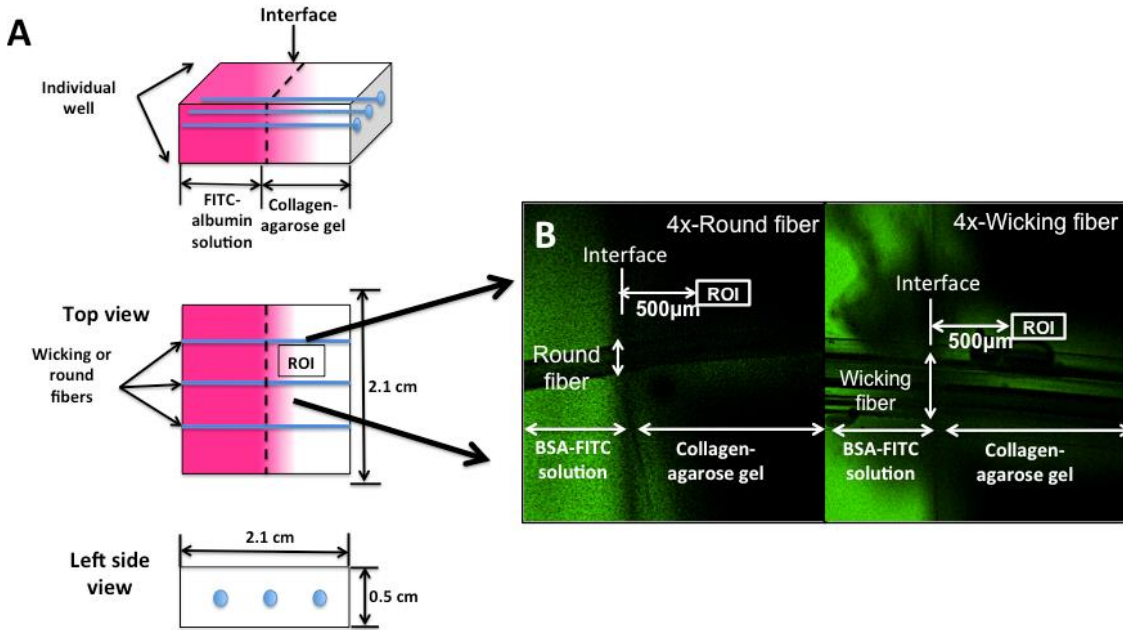 A
Interface
Individual
well
FITC-
albumin
solution
Collagen-
agarose gel
Top view
Wicking or
round
fibers
ROI
2.1 cm
Left side
view
2.1 cm
0.5 cm
B
4x-Round fiber
Interface
ROI
500µm
Round
fiber
BSA-FITC
solution
Collagen-
agarose gel
4x-Wicking fiber
Interface
ROI
500µm
Wicking
fiber
BSA-FITC
solution
Collagen-
agarose gel